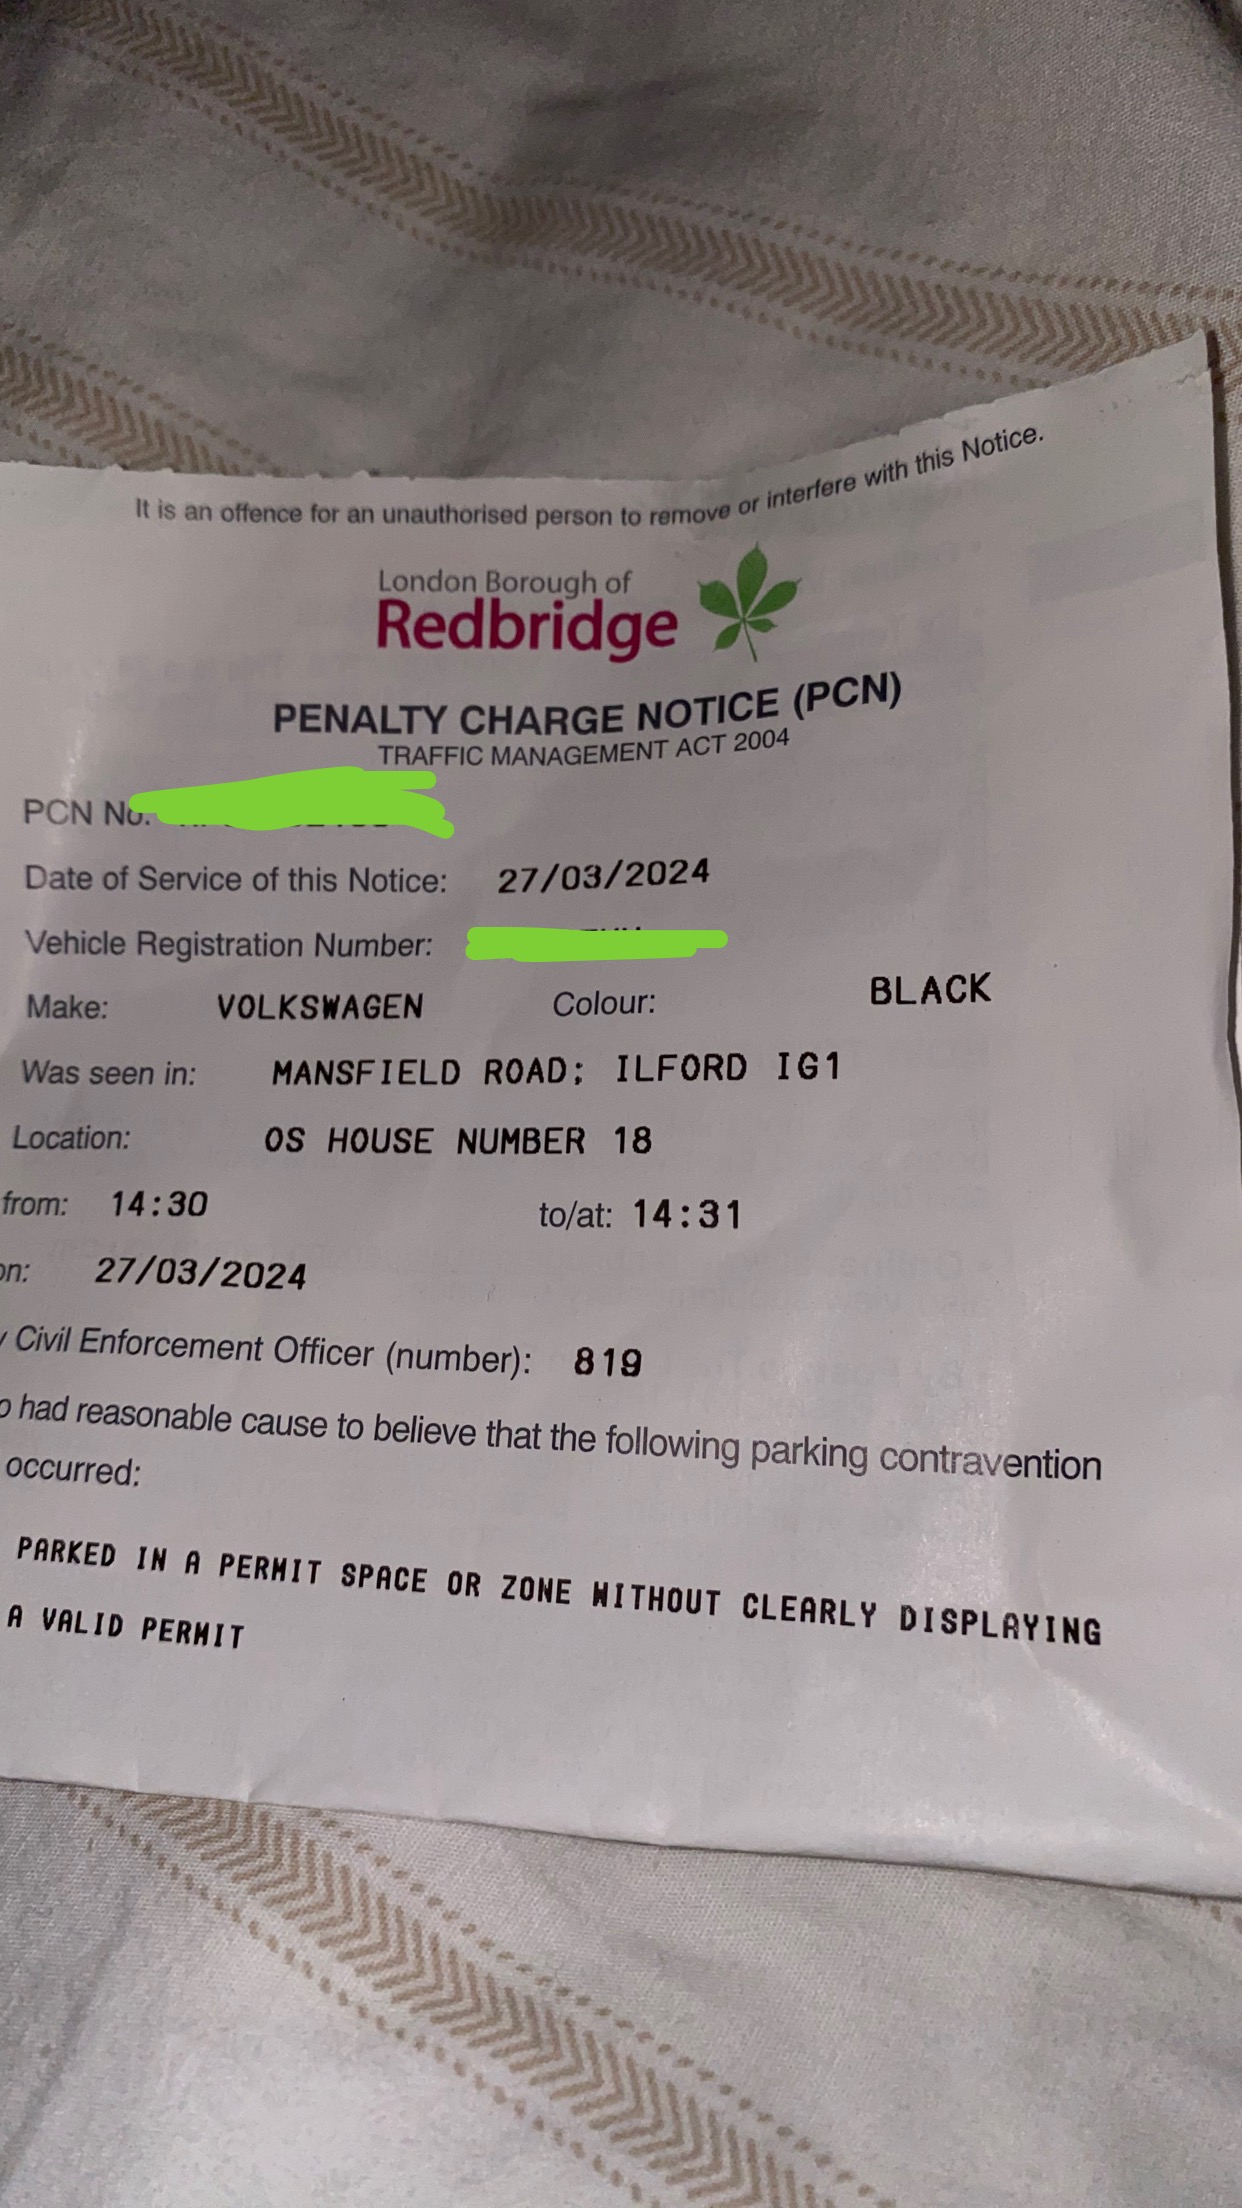 It is an offence for an unauthorised person to remove or interfere with this Notice.
London Borough of
Redbridge
PENALTY CHARGE NOTICE (PCN)
TRAFFIC MANAGEMENT ACT 2004
PCN No.
Date of Service of this Notice: 27/03/2024
Vehicle Registration Number:
Make: VOLKSWAGEN Colour: BLACK
Was seen in: MANSFIELD ROAD; ILFORD IG1
Location: OS HOUSE NUMBER 18
from: 14:30 to/at: 14:31
on: 27/03/2024
Civil Enforcement Officer (number): 819
had reasonable cause to believe that the following parking contravention
occurred:
PARKED IN A PERMIT SPACE OR ZONE WITHOUT CLEARLY DISPLAYING
A VALID PERMIT